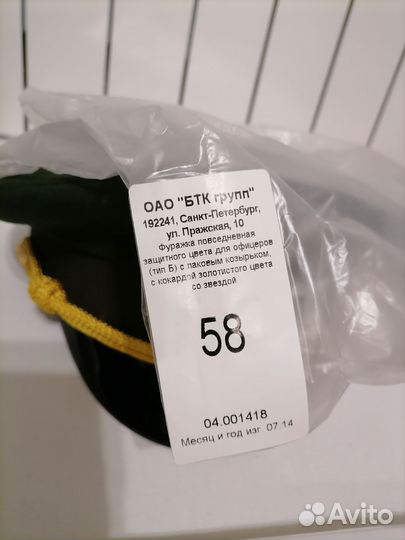 ОАО "БТК групп"
192241, Санкт-Петербург,
ул. Пражская, 10
Фуражка повседневная
защитного цвета для офицеров
(тип Б) с лаковым козырьком,
с кокардой золотистого цвета
со звездой
58
04.001418
Месяц и год изг. 07 14
Avito